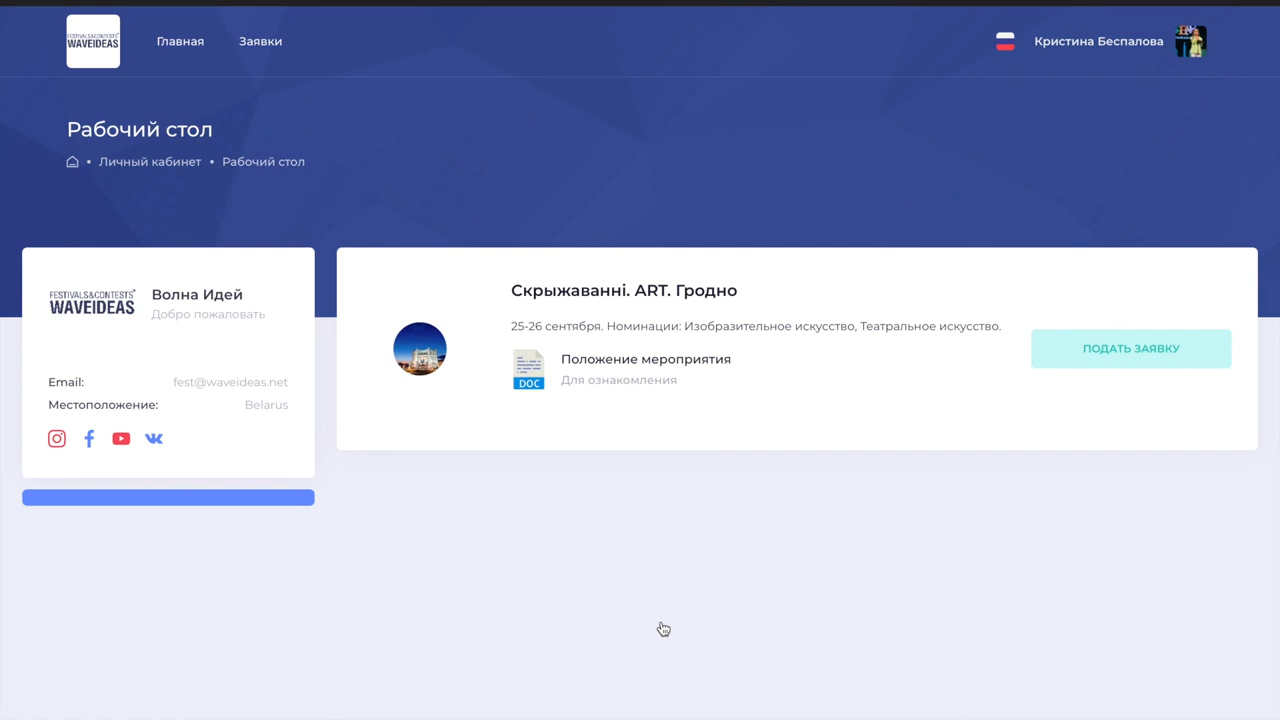 FESTIVALS&CONTESTS
WAVEIDEAS
Главная
Заявки
Кристина Беспалова
Рабочий стол
Личный кабинет • Рабочий стол
FESTIVALS&CONTESTS
WAVEIDEAS
Волна Идей
Добро пожаловать
Email: fest@waveideas.net
Местоположение: Belarus
Скрыжаваннi. ART. Гродно
25-26 сентября. Номинации: Изобразительное искусство, Театральное искусство.
DOC
Положение мероприятия
Для ознакомления
ПОДАТЬ ЗАЯВКУ